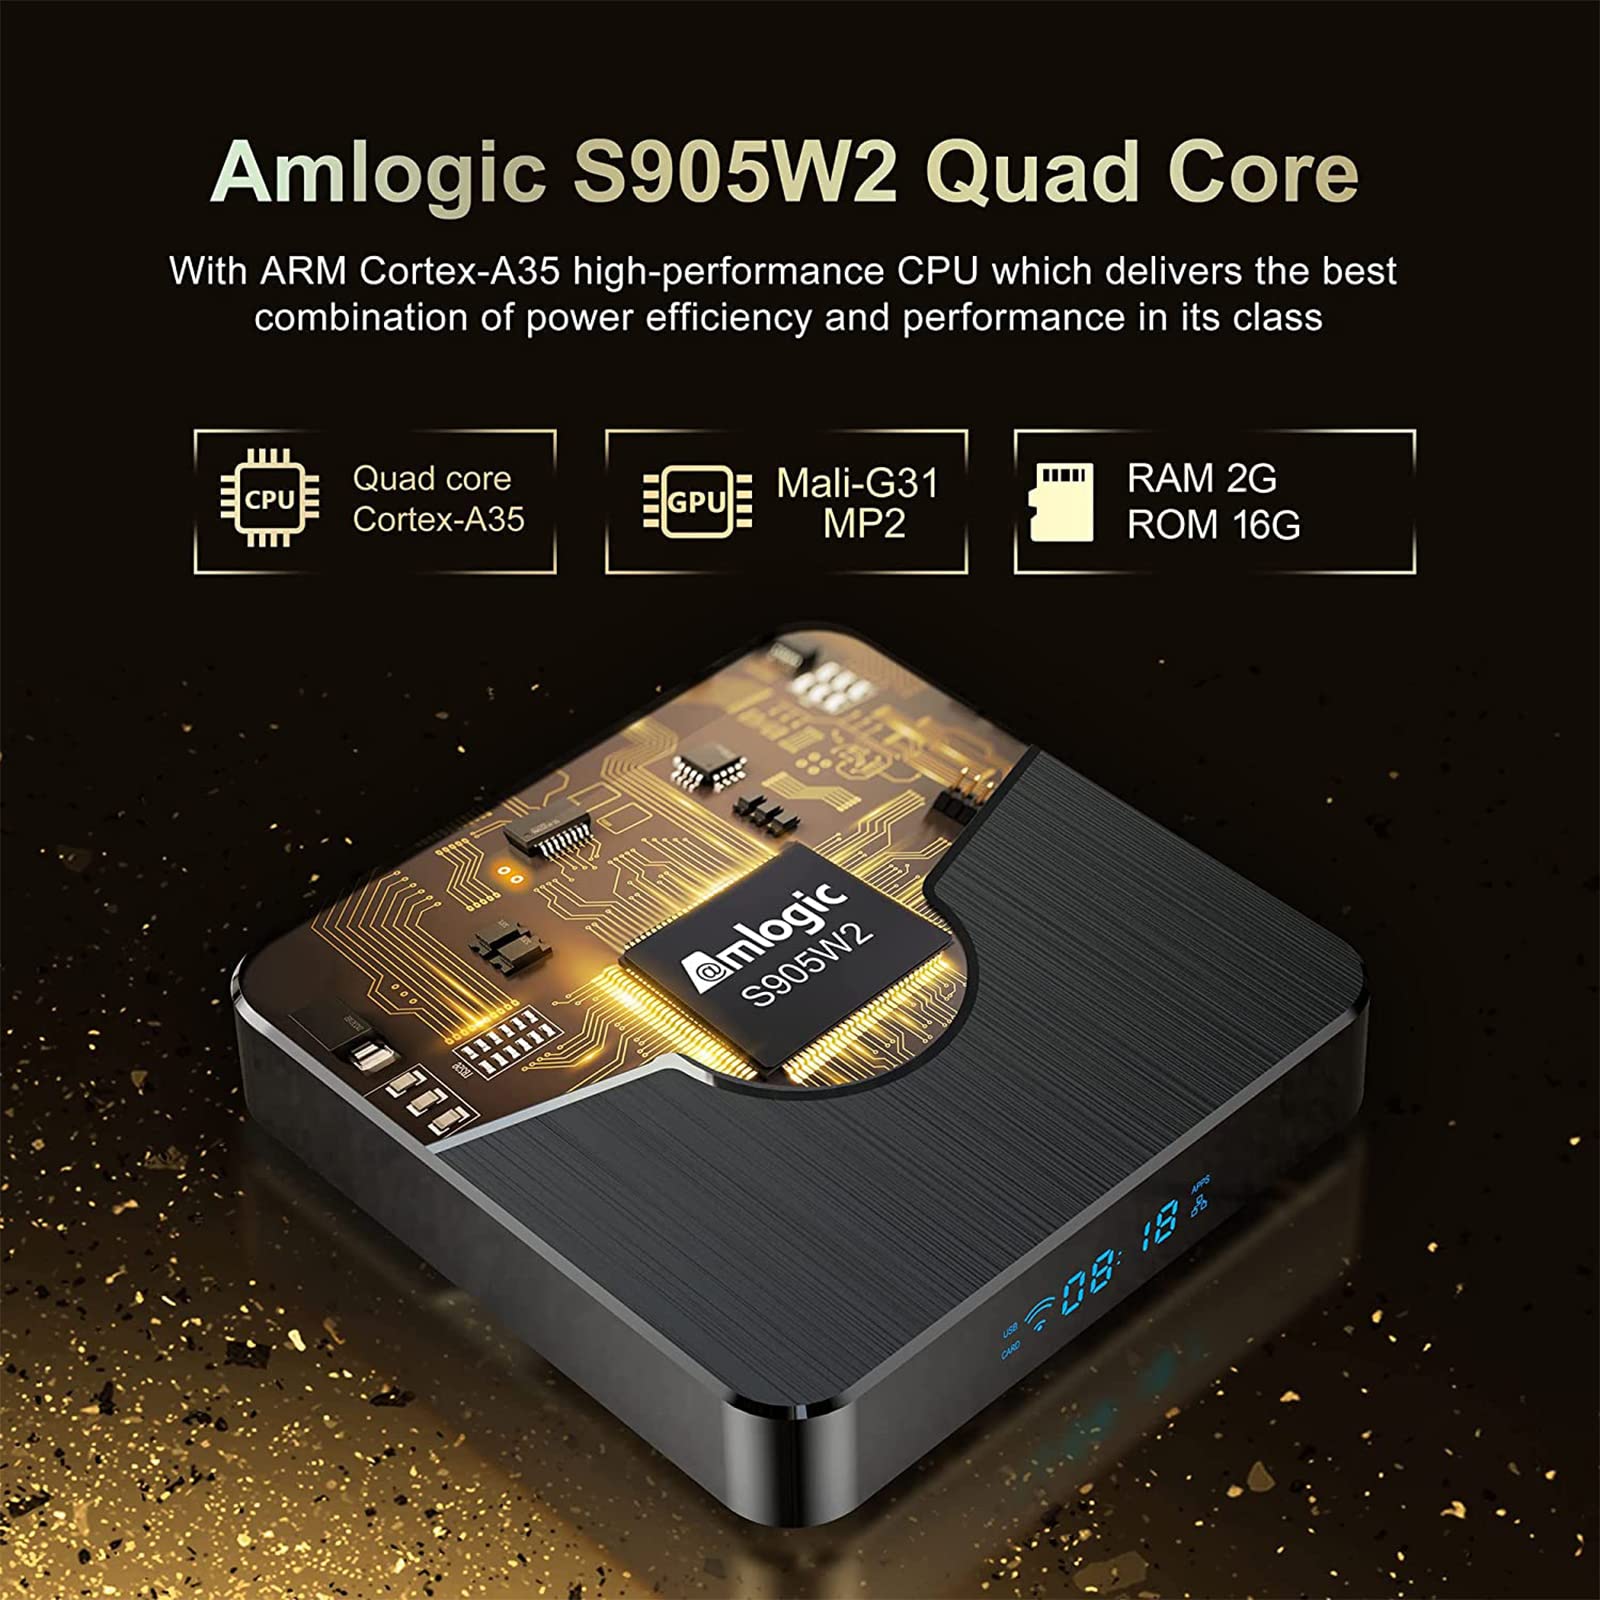 Amlogic S905W2 Quad Core
With ARM Cortex-A35 high-performance CPU which delivers the best
combination of power efficiency and performance in its class
CPU
Quad core
Cortex-A35
GPU
Mali-G31
MP2
RAM 2G
ROM 16G
Amlogic
S905W2
APPS
08:18
USB
CARD